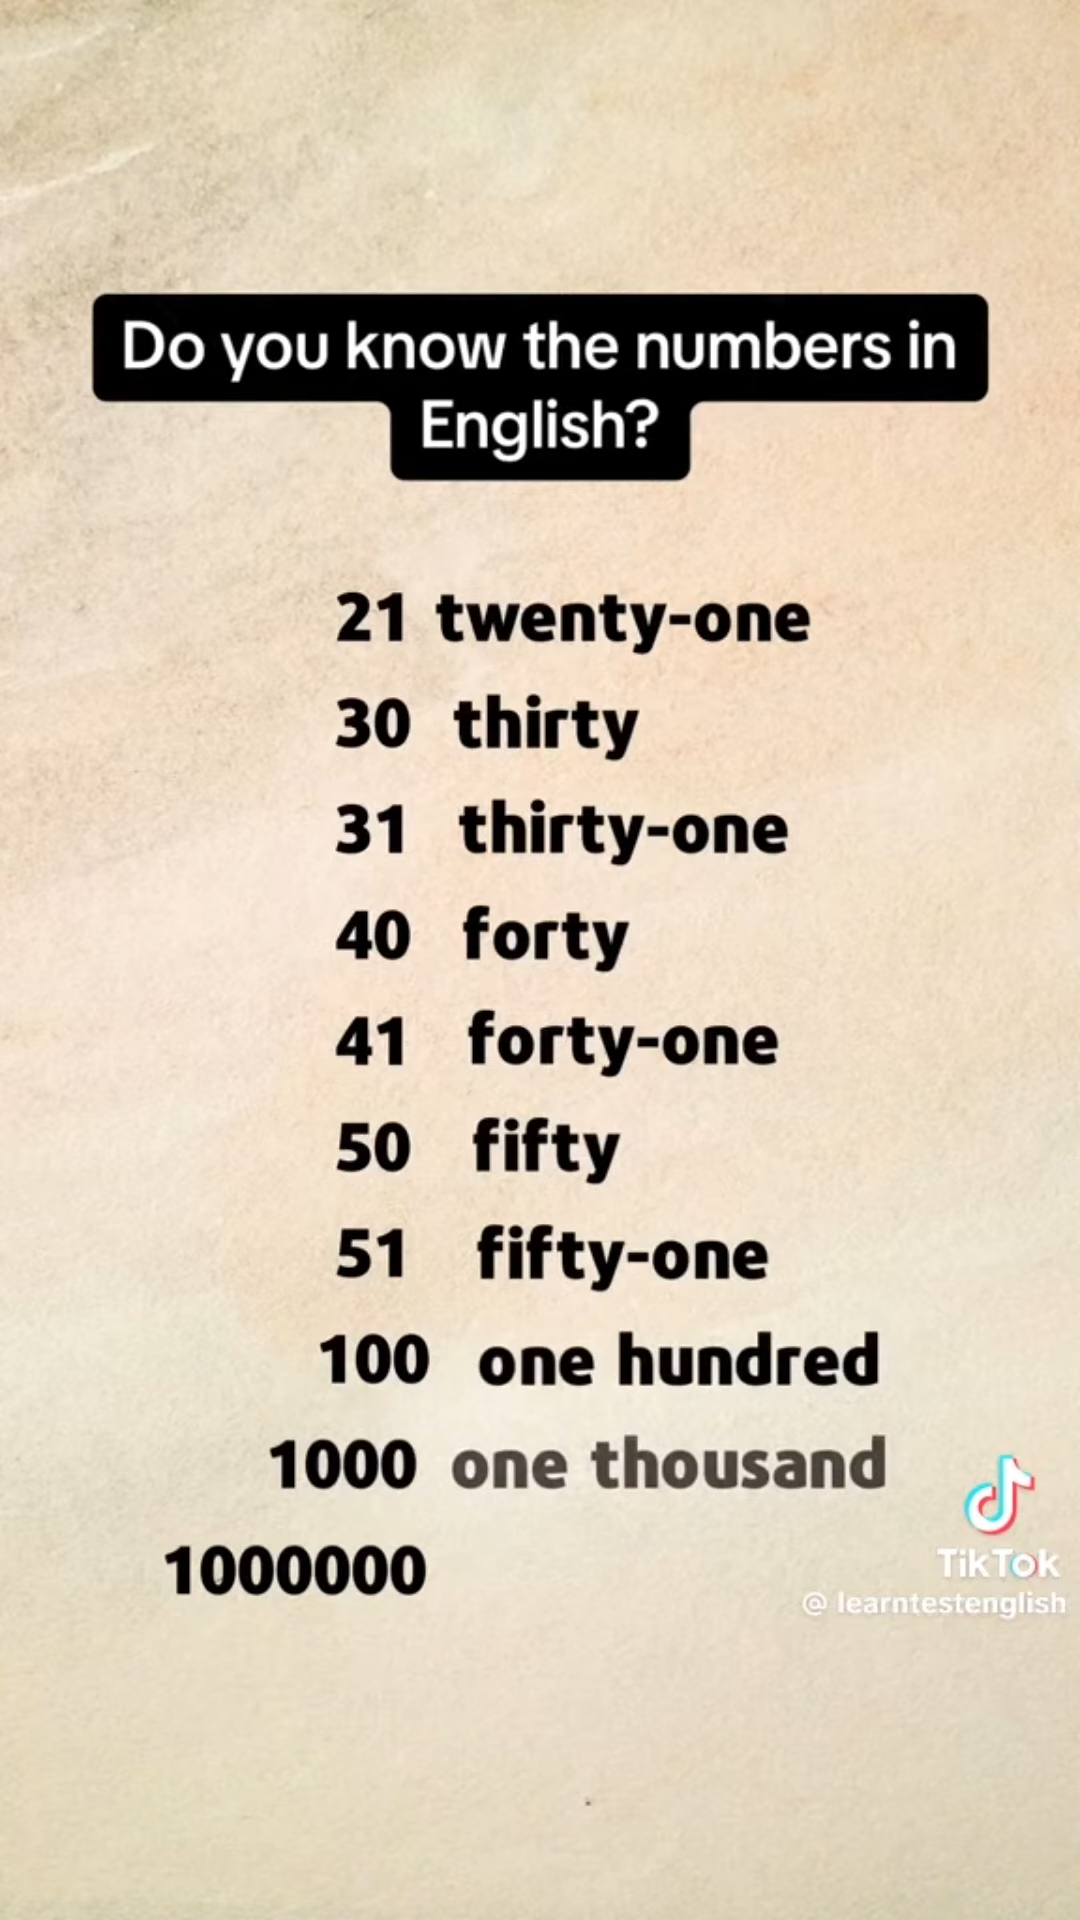 Do you know the numbers in
English?
21 twenty-one
30 thirty
31 thirty-one
40 forty
41 forty-one
50 fifty
51 fifty-one
100 one hundred
1000 one thousand
1000000
TikTok
@ learntestenglish